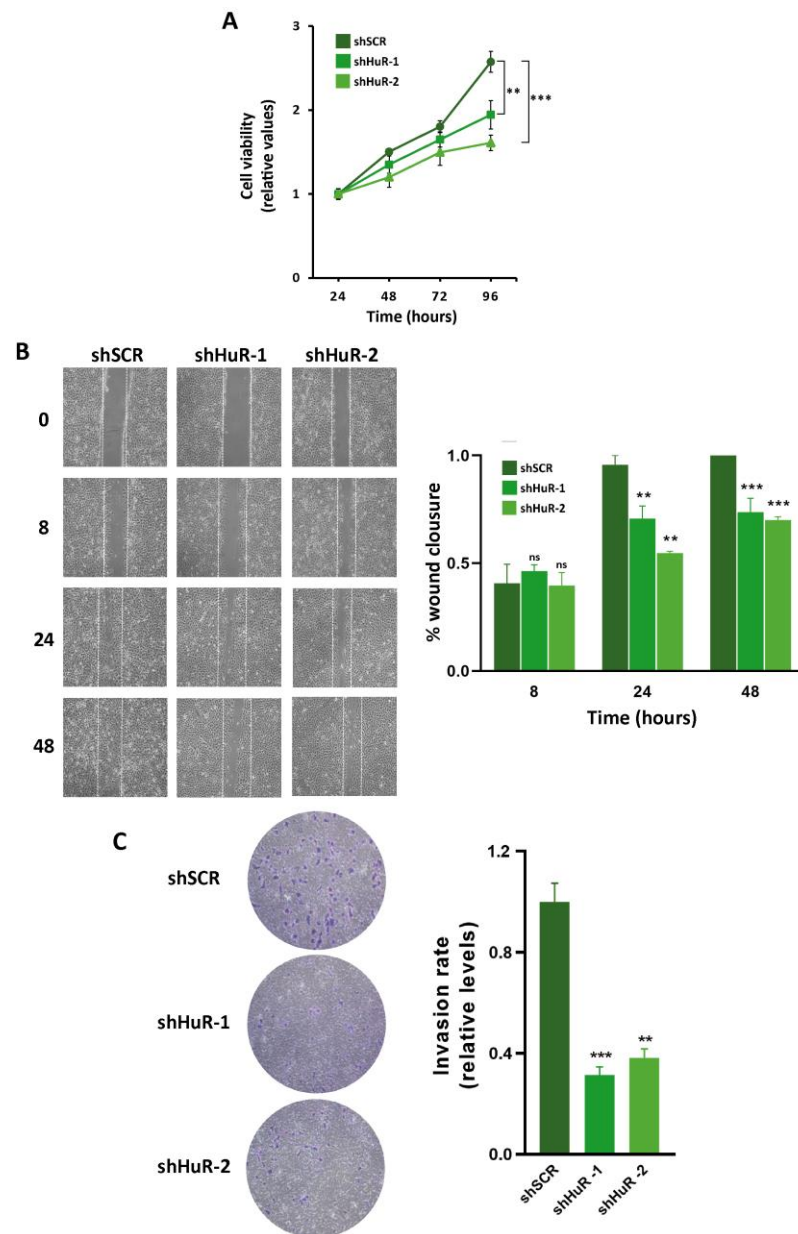 A
shSCR
shHuR-1
shHuR-2
3
2
1
0
Cell viability
(relative values)
**
***
24 48 72 96
Time (hours)
B
shSCR shHuR-1 shHuR-2
0
8
24
48
1.0
0.5
0.0
% wound clousure
shSCR
shHuR-1
shHuR-2
ns ns
** **
*** ***
8 24 48
Time (hours)
C
shSCR
shHuR-1
shHuR-2
1.2
0.8
0.4
0.0
Invasion rate
(relative levels)
*** **
shSCR shHuR -1 shHuR -2